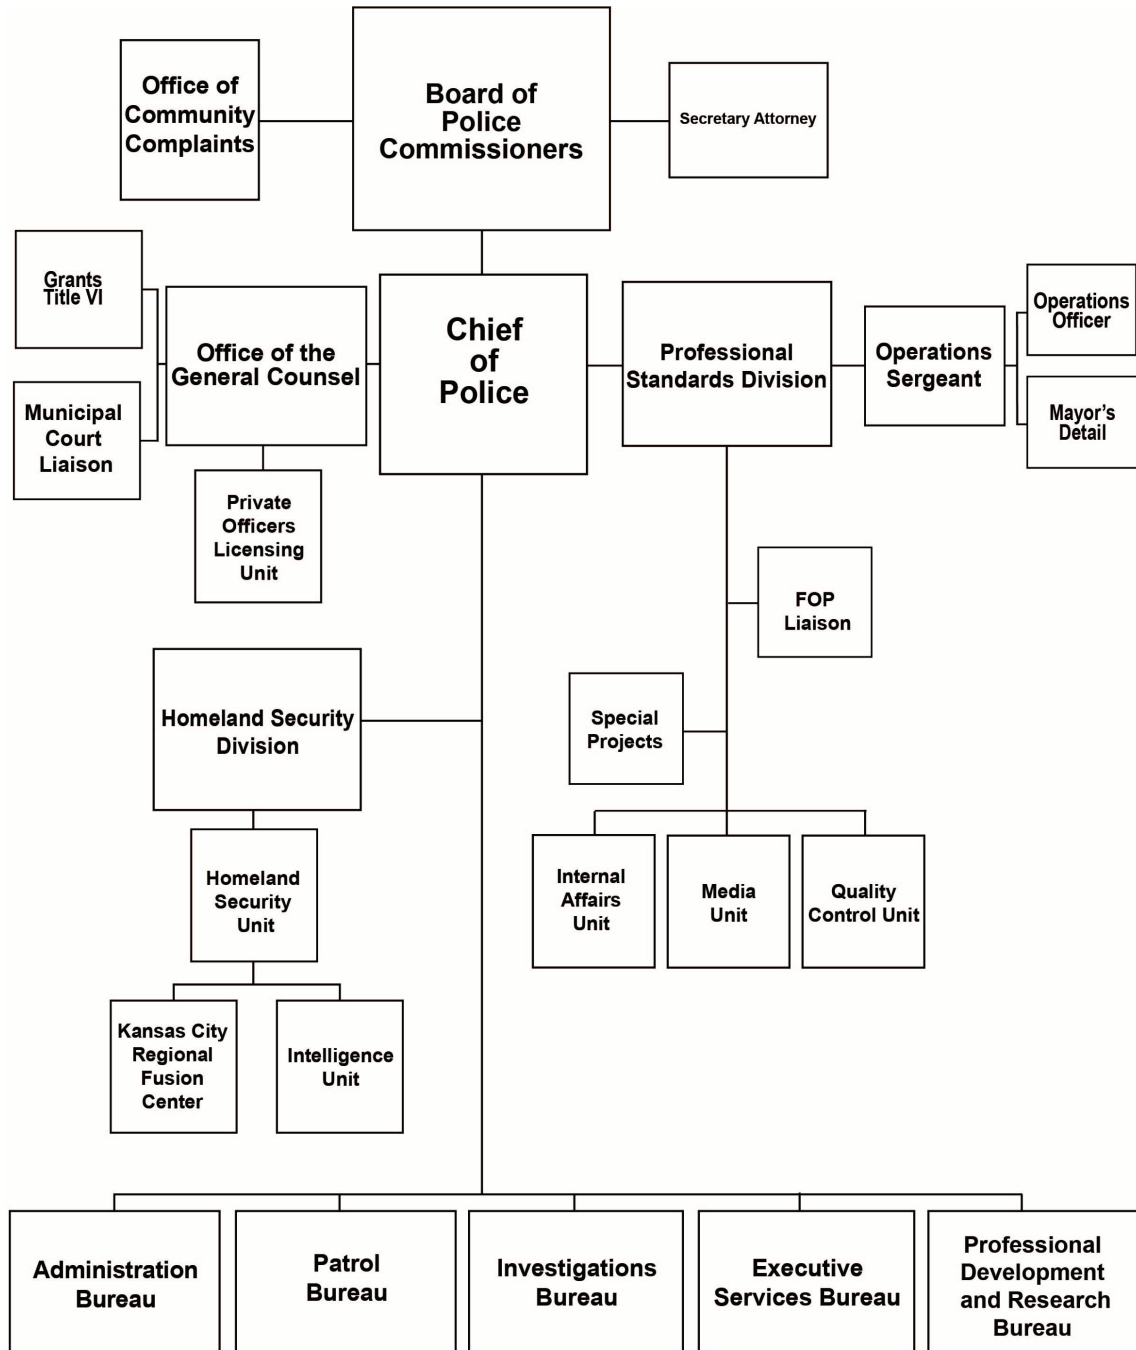 Office of
Community
Complaints
Board of
Police
Commissioners
Secretary Attorney
Grants
Title VI
Municipal
Court
Liaison
Office of the
General Counsel
Private
Officers
Licensing
Unit
Chief
of
Police
Professional
Standards Division
Operations
Sergeant
Operations
Officer
Mayor's
Detail
FOP
Liaison
Special
Projects
Homeland Security
Division
Homeland
Security
Unit
Kansas City
Regional
Fusion
Center
Intelligence
Unit
Internal
Affairs
Unit
Media
Unit
Quality
Control Unit
Administration
Bureau
Patrol
Bureau
Investigations
Bureau
Executive
Services Bureau
Professional
Development
and Research
Bureau